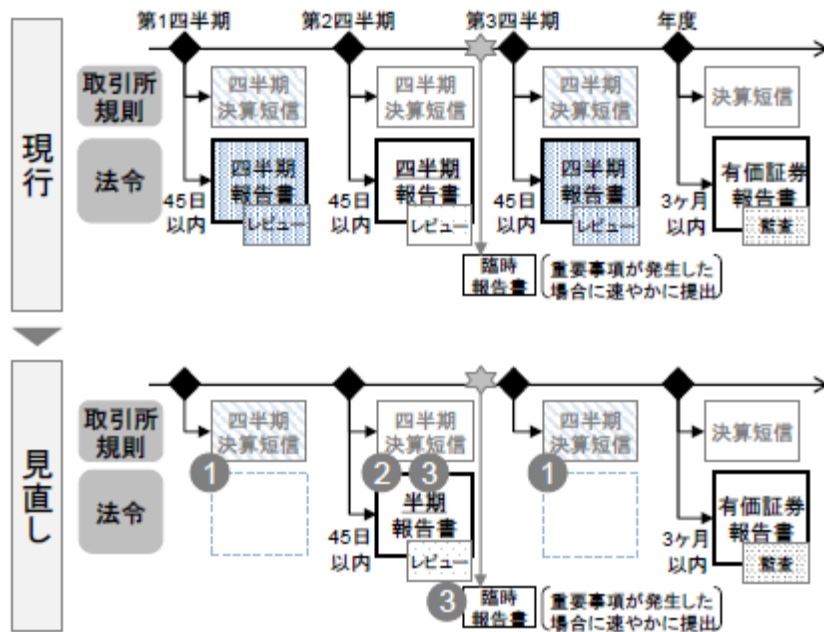 第1四半期
第2四半期
第3四半期
年度
現行
取引所
規則
四半期
決算短信
四半期
決算短信
四半期
決算短信
決算短信
法令
45日
以内
四半期
報告書
レビュー
45日
以内
四半期
報告書
レビュー
45日
以内
四半期
報告書
レビュー
3ヶ月
以内
有価証券
報告書
監査
臨時
報告書
重要事項が発生した
場合に速やかに提出
見直し
取引所
規則
四半期
決算短信
四半期
決算短信
四半期
決算短信
決算短信
1
2
3
1
法令
45日
以内
半期
報告書
レビュー
3ヶ月
以内
有価証券
報告書
監査
3
臨時
報告書
重要事項が発生した
場合に速やかに提出